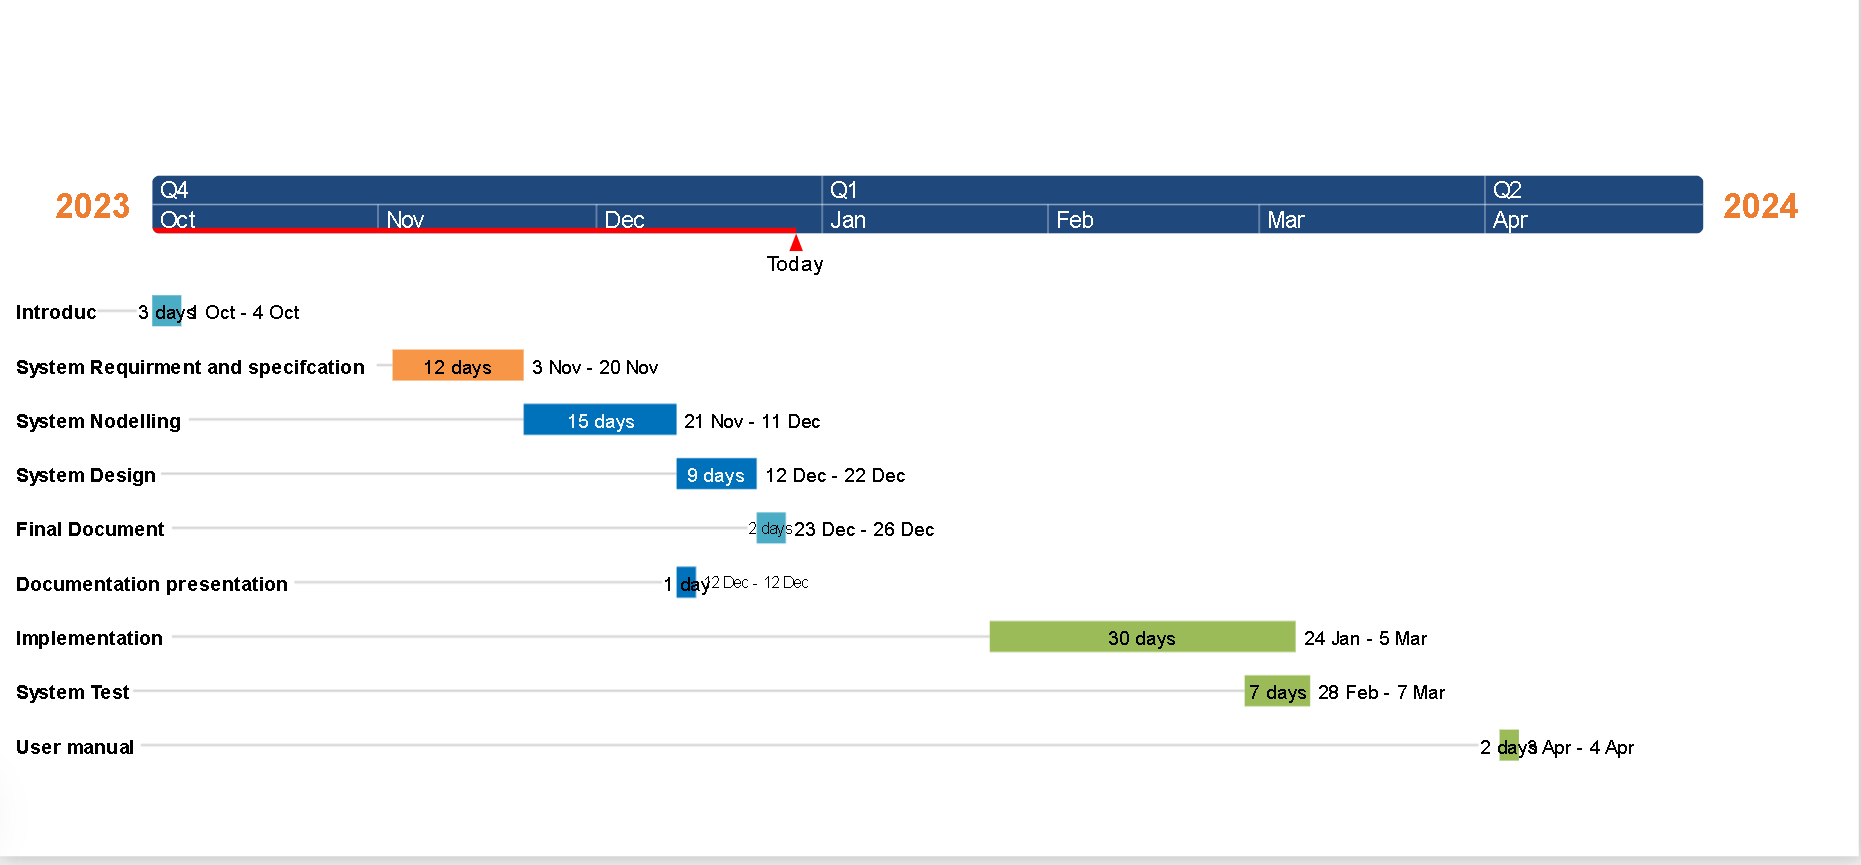 Q4 Q1 Q2
2023 2024
Oct Nov Dec Jan Feb Mar Apr
Today
Introduc 3 days 1 Oct - 4 Oct
System Requirment and specifcation 12 days 3 Nov - 20 Nov
System Nodelling 15 days 21 Nov - 11 Dec
System Design 9 days 12 Dec - 22 Dec
Final Document 2 days 23 Dec - 26 Dec
Documentation presentation 1 day 12 Dec - 12 Dec
Implementation 30 days 24 Jan - 5 Mar
System Test 7 days 28 Feb - 7 Mar
User manual 2 days 3 Apr - 4 Apr